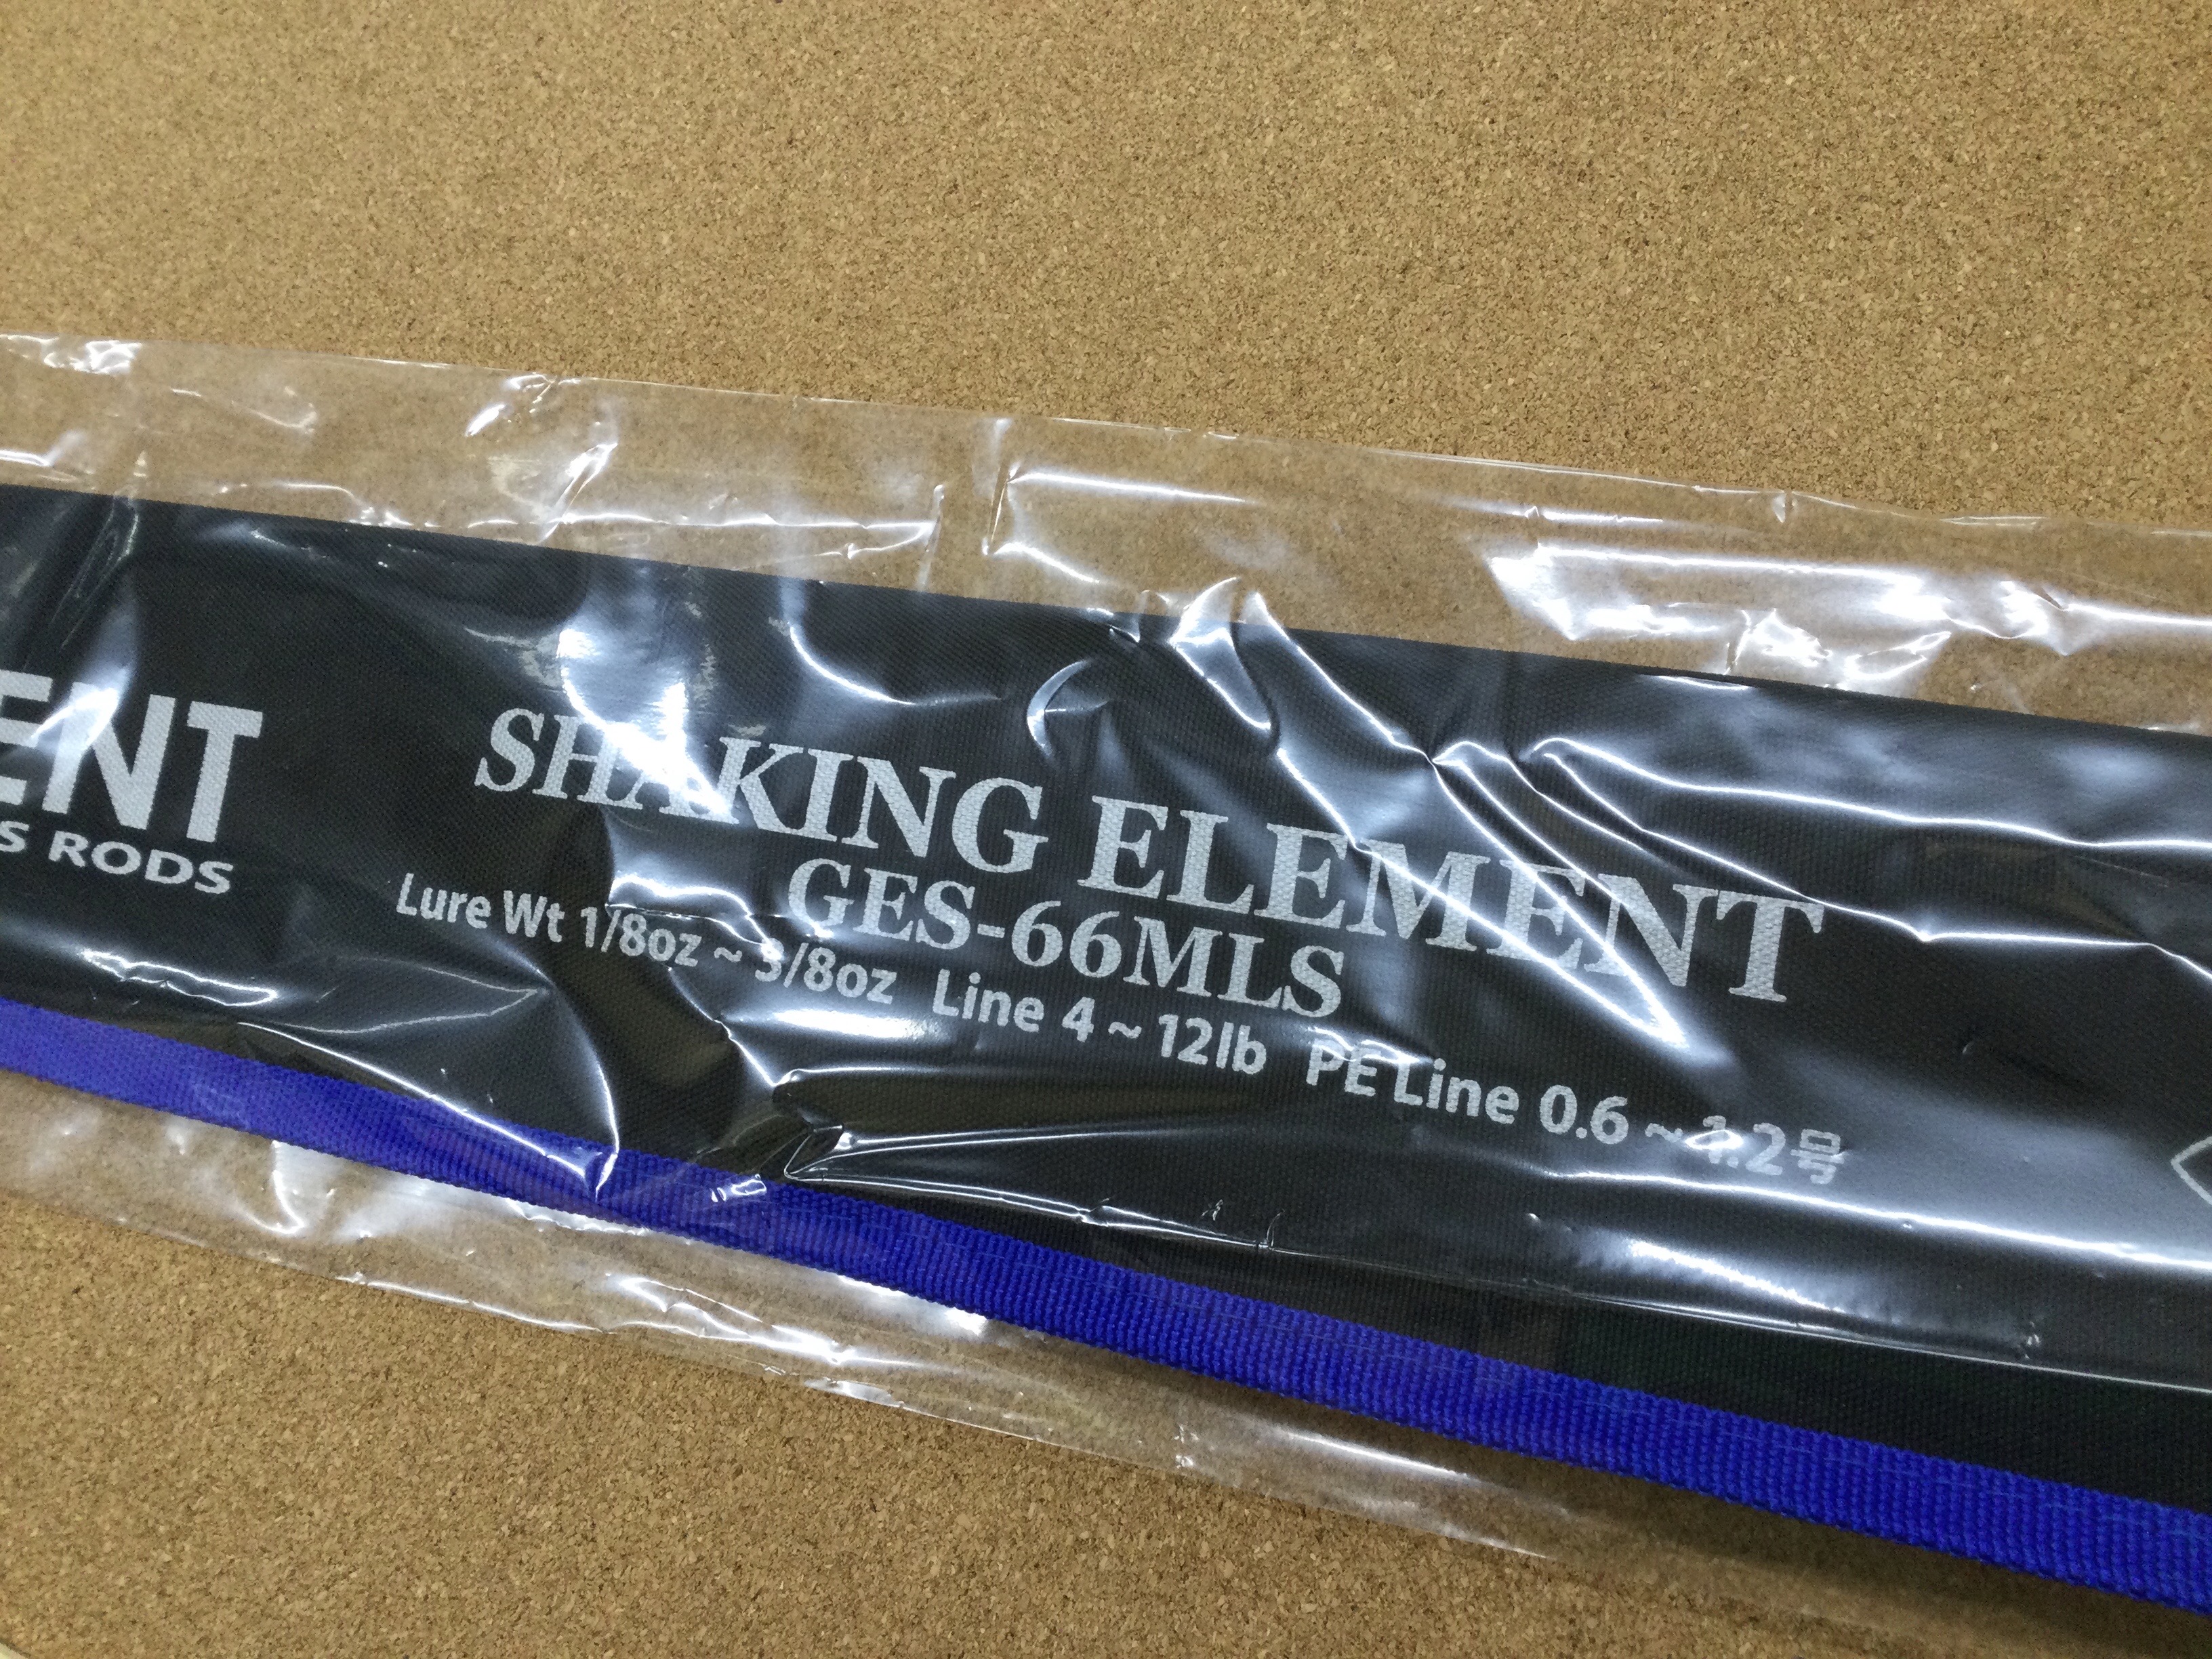 ENT
S RODS
SHAKING ELEMENT
GES-66MLS
Lure Wt 1/8oz ~ 3/8oz Line 4 ~ 12lb PE Line 0.6 ~ 1.2号